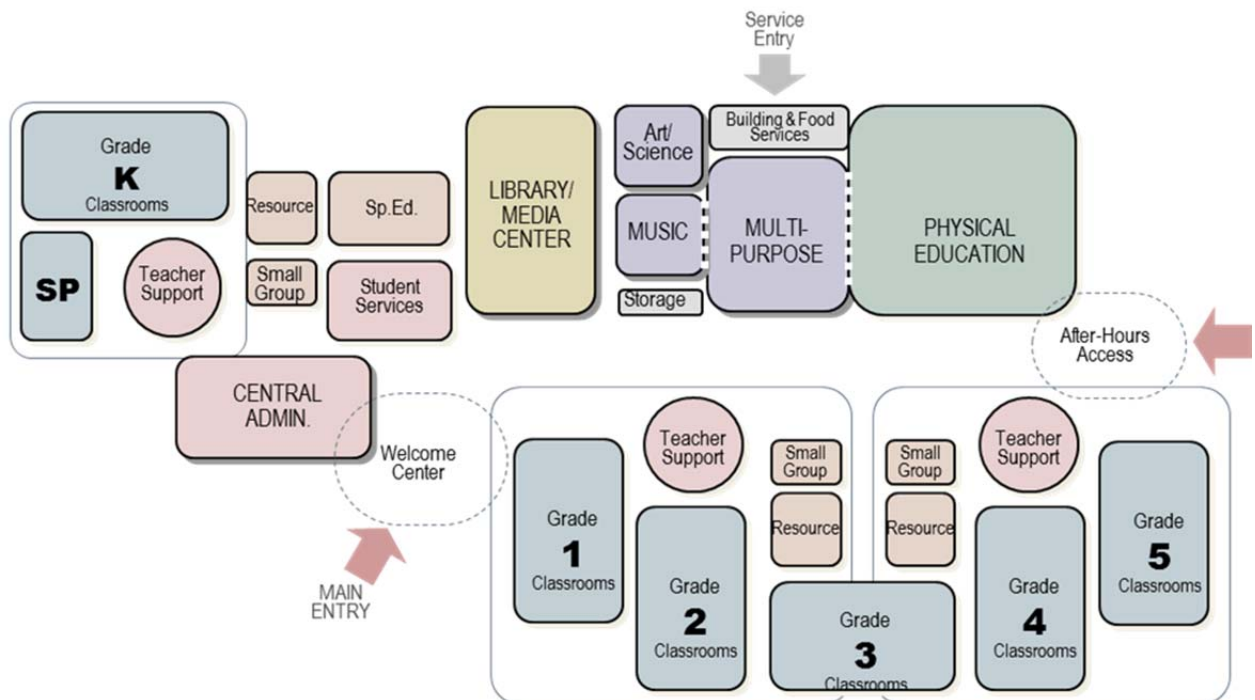 Service
Entry
Grade
K
Classrooms
SP
Teacher
Support
Resource
Small
Group
Sp.Ed.
Student
Services
LIBRARY/
MEDIA
CENTER
Art/
Science
MUSIC
Storage
Building & Food
Services
MULTI-
PURPOSE
PHYSICAL
EDUCATION
After-Hours
Access
CENTRAL
ADMIN.
Welcome
Center
MAIN
ENTRY
Grade
1
Classrooms
Teacher
Support
Grade
2
Classrooms
Small
Group
Resource
Grade
3
Classrooms
Small
Group
Resource
Teacher
Support
Grade
4
Classrooms
Grade
5
Classrooms